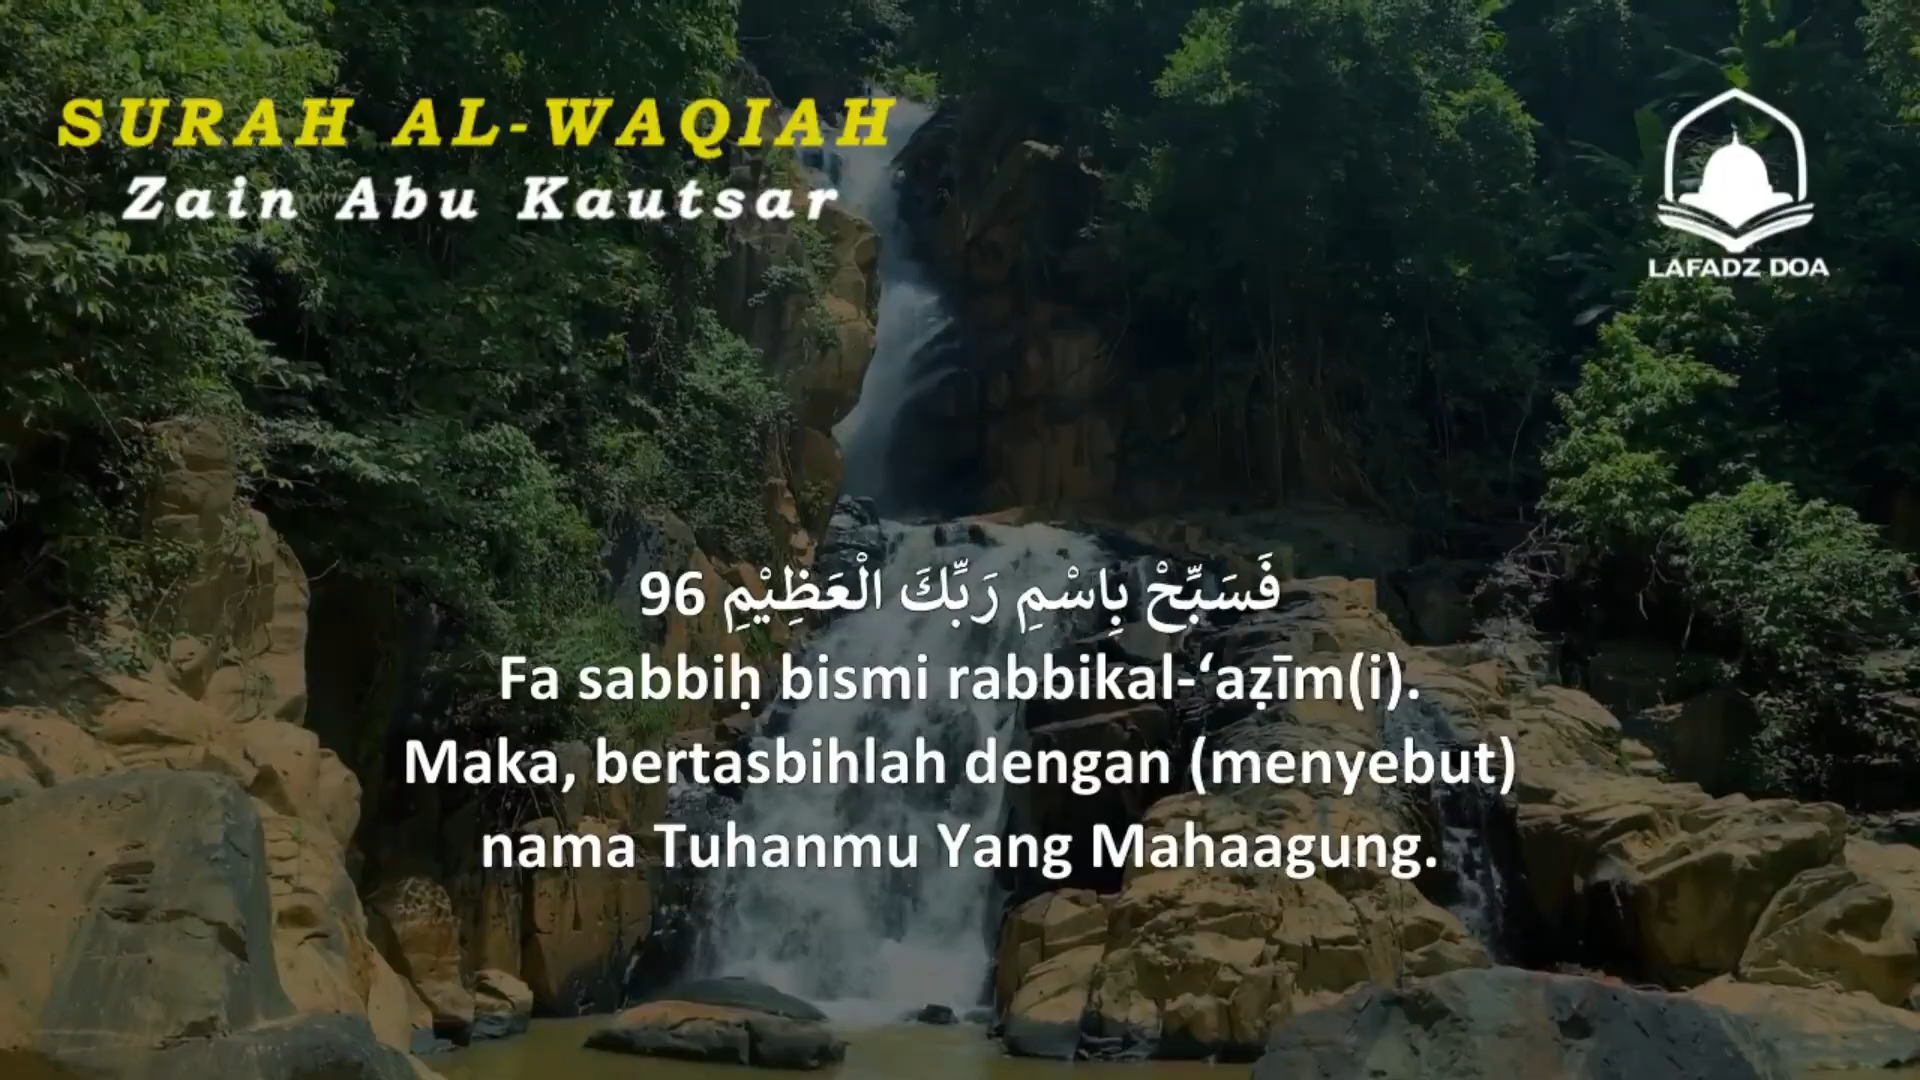 SURAH AL-WAQIAH
Zain Abu Kautsar
LAFADZ DOA
فَسَبِّحْ بِاسْمِ رَبِّكَ الْعَظِيْمِ 96
Fa sabbiḥ bismi rabbikal-‘aẓīm(i).
Maka, bertasbihlah dengan (menyebut)
nama Tuhanmu Yang Mahaagung.